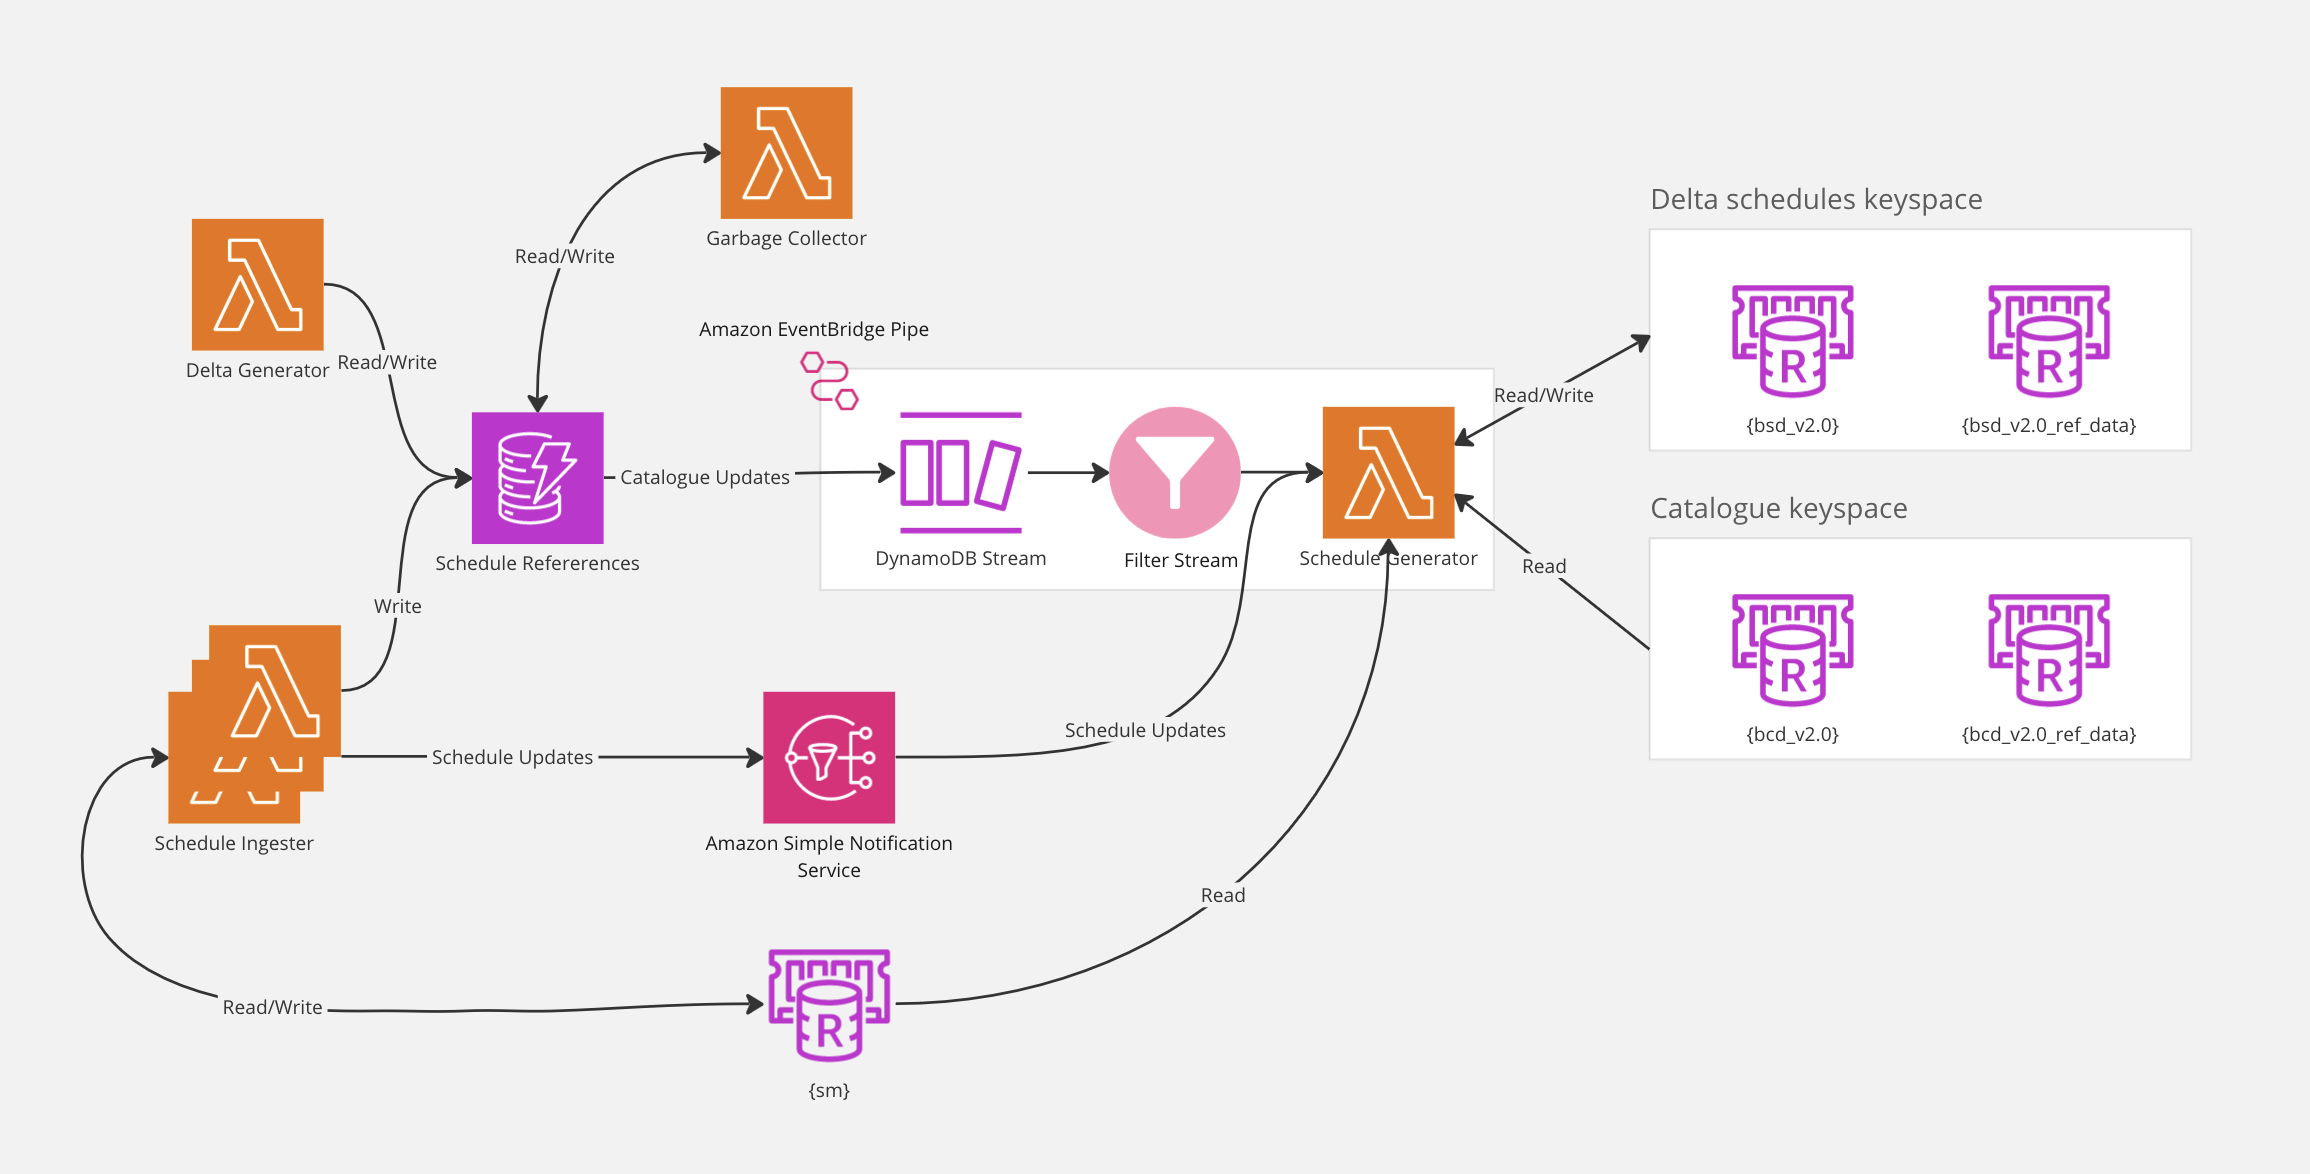 Garbage Collector
Delta schedules keyspace
Read/Write
Delta Generator
Read/Write
Amazon EventBridge Pipe
Read/Write
R
R
{bsd_v2.0}
{bsd_v2.0_ref_data}
Catalogue Updates
Schedule Refererences
DynamoDB Stream
Filter Stream
Schedule Generator
Catalogue keyspace
Read
Write
R
R
{bcd_v2.0}
{bcd_v2.0_ref_data}
Schedule Updates
Schedule Updates
Schedule Ingester
Amazon Simple Notification
Service
Read
Read/Write
R
{sm}